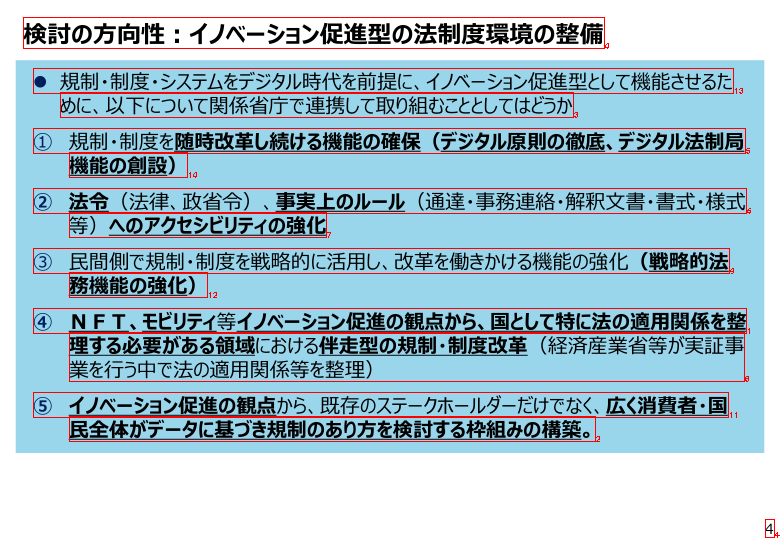 検討の方向性：イノベーション促進型の法制度環境の整備
● 規制・制度・システムをデジタル時代を前提に、イノベーション促進型として機能させるた
めに、以下について関係省庁で連携して取り組むこととしてはどうか
① 規制・制度を随時改革し続ける機能の確保（デジタル原則の徹底、デジタル法制局
機能の創設）
② 法令（法律、政省令）、事実上のルール（通達・事務連絡・解釈文書・書式・様式
等）へのアクセシビリティの強化
③ 民間側で規制・制度を戦略的に活用し、改革を働きかける機能の強化（戦略的法
務機能の強化）
④ ＮＦＴ、モビリティ等イノベーション促進の観点から、国として特に法の適用関係を整
理する必要がある領域における伴走型の規制・制度改革（経済産業省等が実証事
業を行う中で法の適用関係等を整理）
⑤ イノベーション促進の観点から、既存のステークホールダーだけでなく、広く消費者・国
民全体がデータに基づき規制のあり方を検討する枠組みの構築。
4